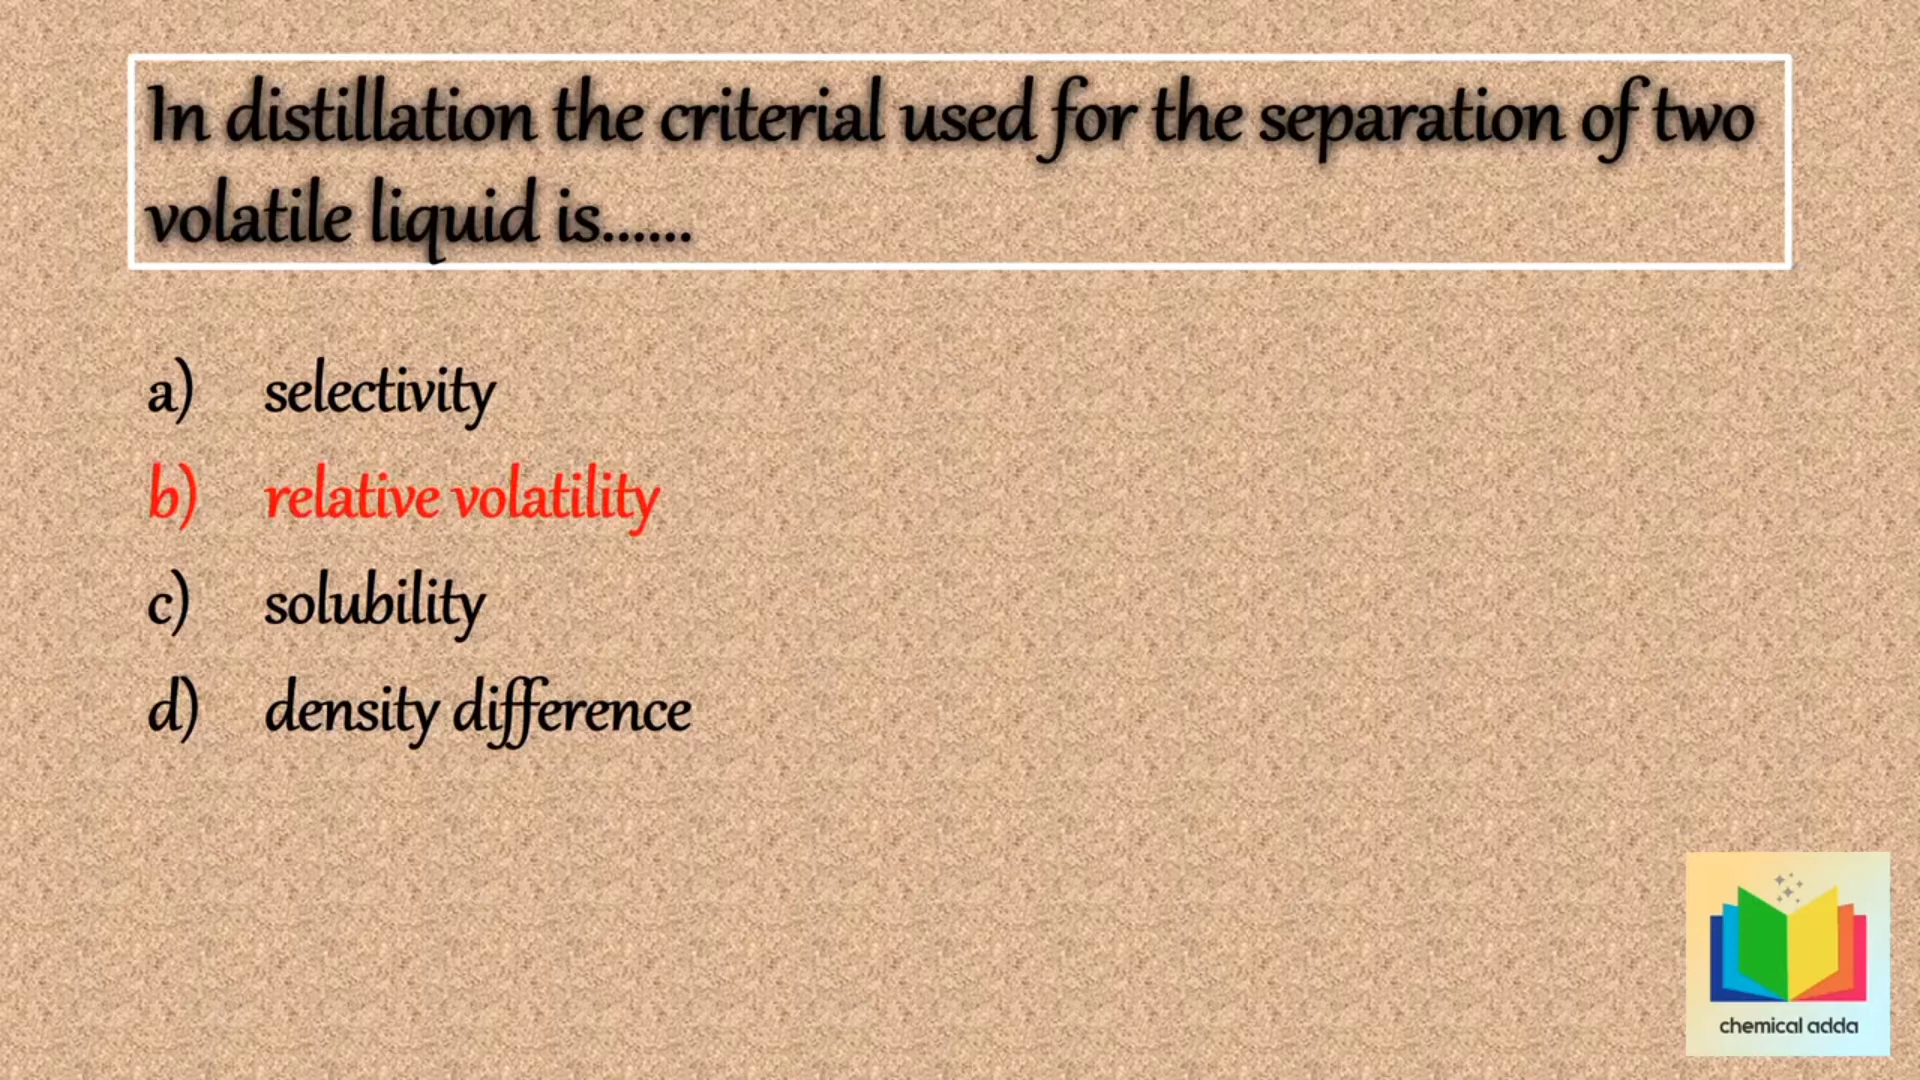 In distillation the criterial used for the separation of two
volatile liquid is......
a) selectivity
b) relative volatility
c) solubility
d) density difference
chemical adda